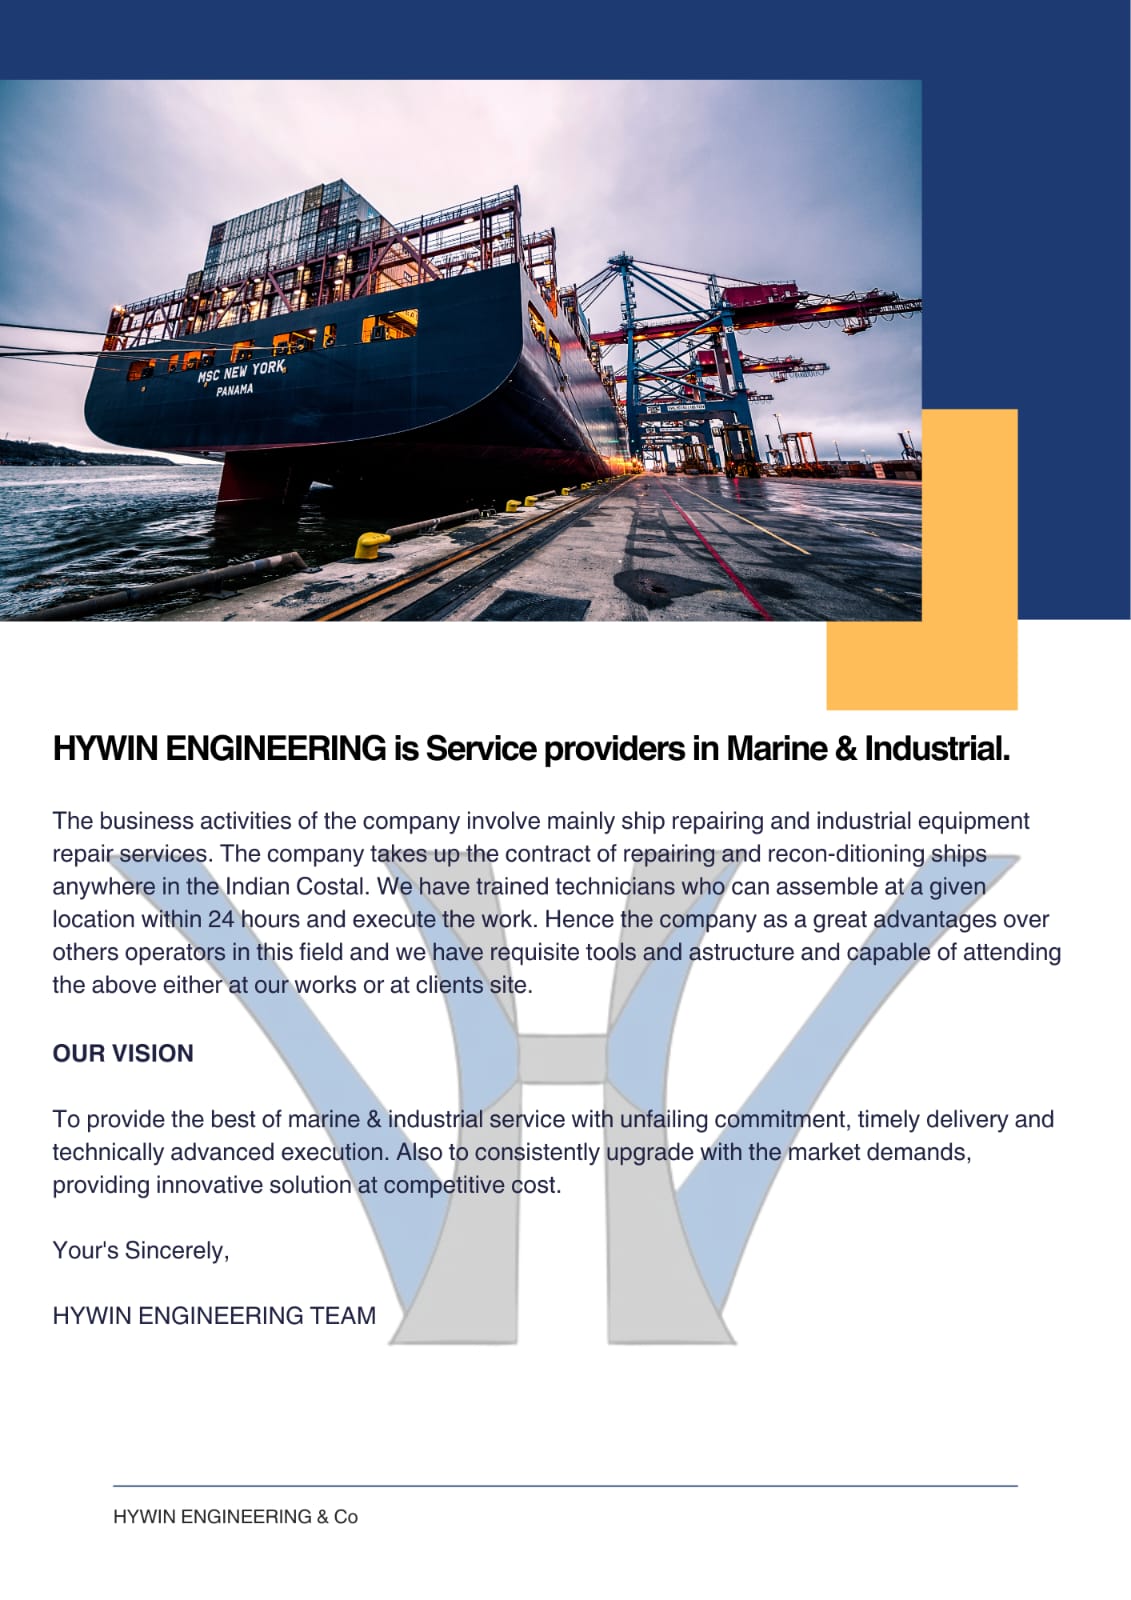 MSC NEW YORK
PANAMA
HYWIN ENGINEERING is Service providers in Marine & Industrial.
The business activities of the company involve mainly ship repairing and industrial equipment
repair services. The company takes up the contract of repairing and recon-ditioning ships
anywhere in the Indian Costal. We have trained technicians who can assemble at a given
location within 24 hours and execute the work. Hence the company as a great advantages over
others operators in this field and we have requisite tools and astructure and capable of attending
the above either at our works or at clients site.
OUR VISION
To provide the best of marine & industrial service with unfailing commitment, timely delivery and
technically advanced execution. Also to consistently upgrade with the market demands,
providing innovative solution at competitive cost.
Your's Sincerely,
HYWIN ENGINEERING TEAM
HYWIN ENGINEERING & Co